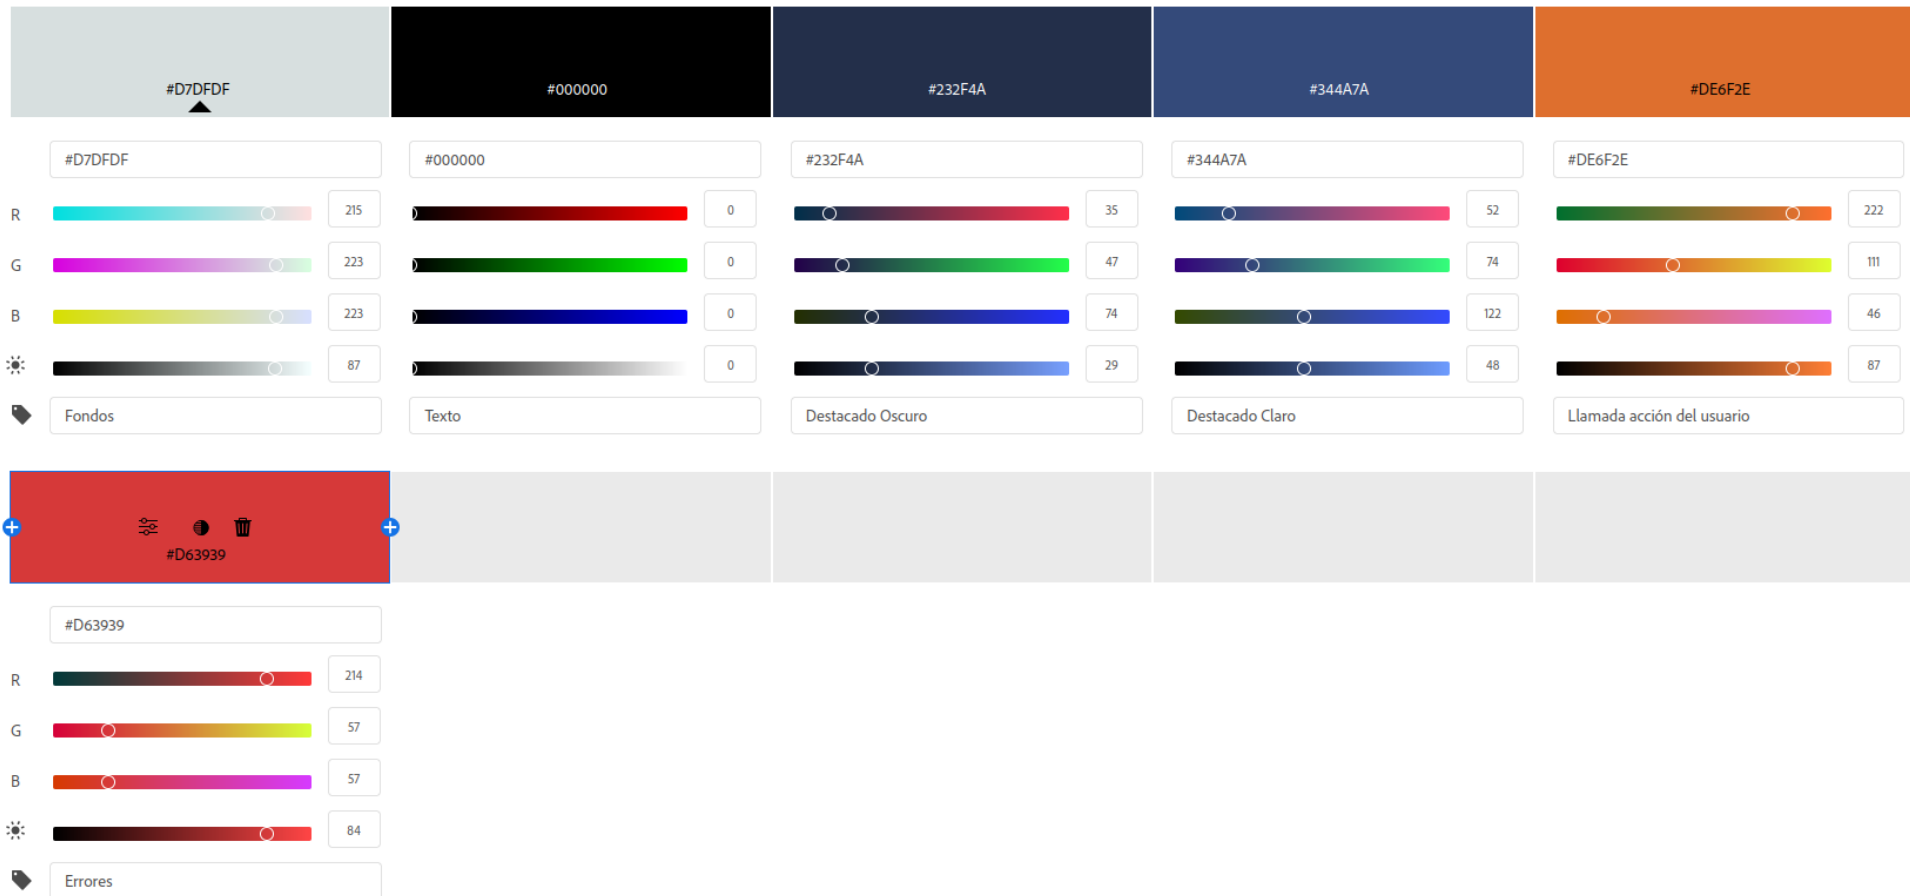 #D7DFDF #000000 #232F4A #344A7A #DE6F2E
#D7DFDF #000000 #232F4A #344A7A #DE6F2E
R 215 0 35 52 222
G 223 0 47 74 111
B 223 0 74 122 46
87 0 29 48 87
Fondos Texto Destacado Oscuro Destacado Claro Llamada acción del usuario
#D63939
#D63939
R 214
G 57
B 57
84
Errores